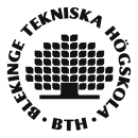 BLEKINGE TEKNISKA HÖGSKOLA
· BTH ·